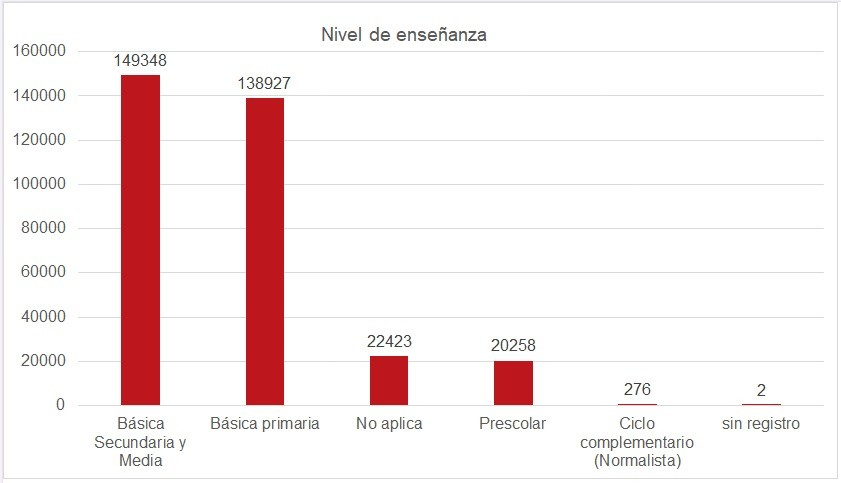 Nivel de enseñanza
160000
140000
120000
100000
80000
60000
40000
20000
0
149348
138927
22423
20258
276
2
Básica
Secundaria y
Media
Básica primaria
No aplica
Prescolar
Ciclo
complementario
(Normalista)
sin registro